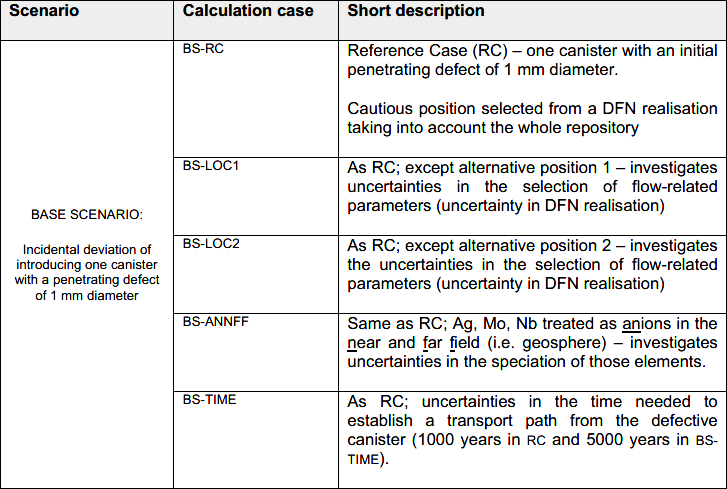 Scenario
Calculation case
Short description
BASE SCENARIO:
Incidental deviation of
introducing one canister
with a penetrating defect
of 1 mm diameter
BS-RC
Reference Case (RC) – one canister with an initial
penetrating defect of 1 mm diameter.
Cautious position selected from a DFN realisation
taking into account the whole repository
BS-LOC1
As RC; except alternative position 1 – investigates
uncertainties in the selection of flow-related
parameters (uncertainty in DFN realisation)
BS-LOC2
As RC; except alternative position 2 – investigates
the uncertainties in the selection of flow-related
parameters (uncertainty in DFN realisation)
BS-ANNFF
Same as RC; Ag, Mo, Nb treated as anions in the
near and far field (i.e. geosphere) – investigates
uncertainties in the speciation of those elements.
BS-TIME
As RC; uncertainties in the time needed to
establish a transport path from the defective
canister (1000 years in RC and 5000 years in BS-
TIME).